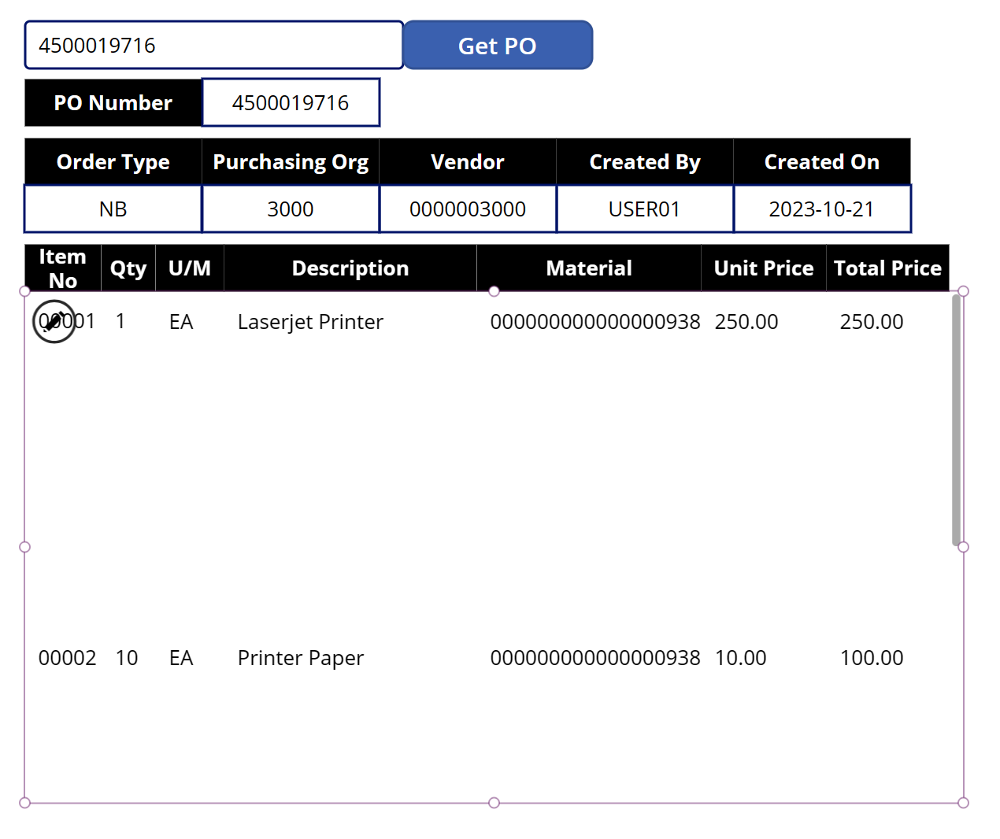 4500019716 Get PO
PO Number 4500019716
Order Type Purchasing Org Vendor Created By Created On
NB 3000 0000003000 USER01 2023-10-21
Item No Qty U/M Description Material Unit Price Total Price
00001 1 EA Laserjet Printer 000000000000000938 250.00 250.00
00002 10 EA Printer Paper 000000000000000938 10.00 100.00